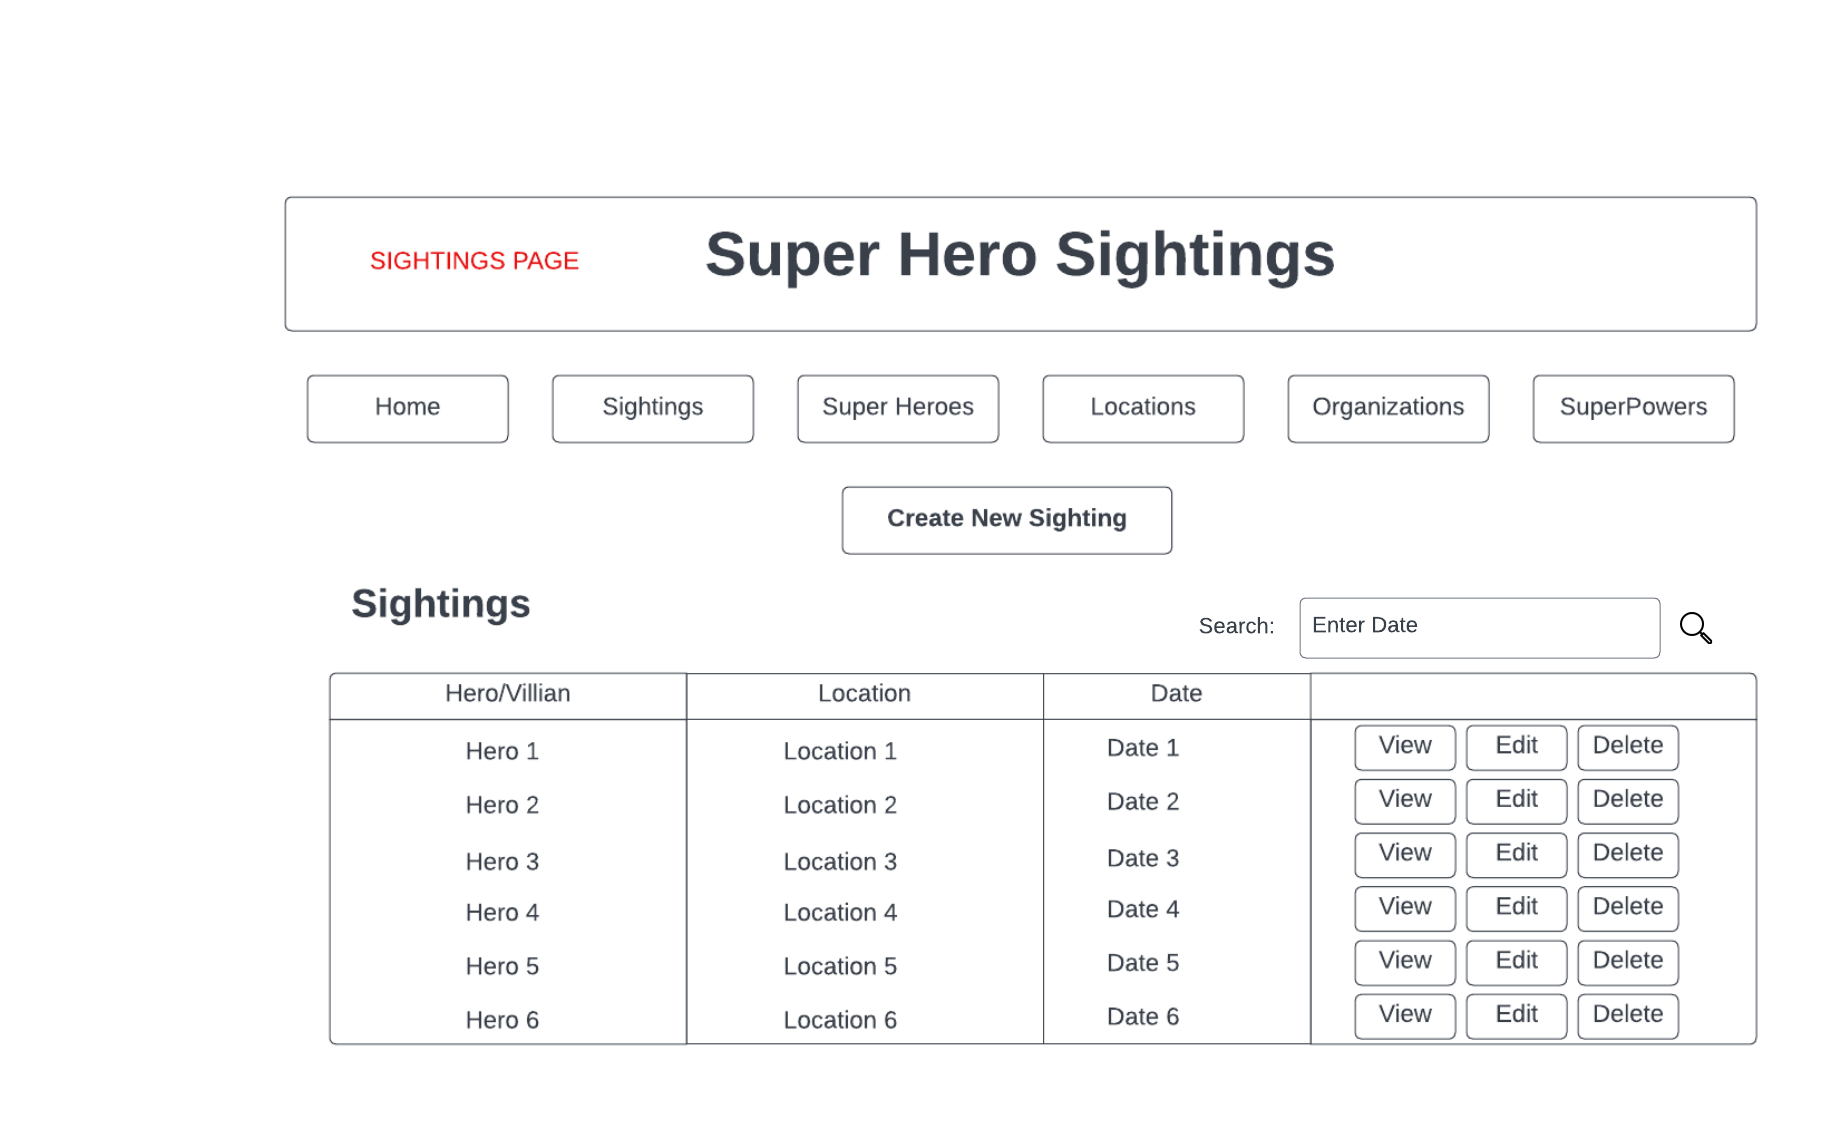 SIGHTINGS PAGE Super Hero Sightings
Home Sightings Super Heroes Locations Organizations SuperPowers
Create New Sighting
Sightings
Search: Enter Date
Hero/Villian Location Date
Hero 1 Location 1 Date 1 View Edit Delete
Hero 2 Location 2 Date 2 View Edit Delete
Hero 3 Location 3 Date 3 View Edit Delete
Hero 4 Location 4 Date 4 View Edit Delete
Hero 5 Location 5 Date 5 View Edit Delete
Hero 6 Location 6 Date 6 View Edit Delete